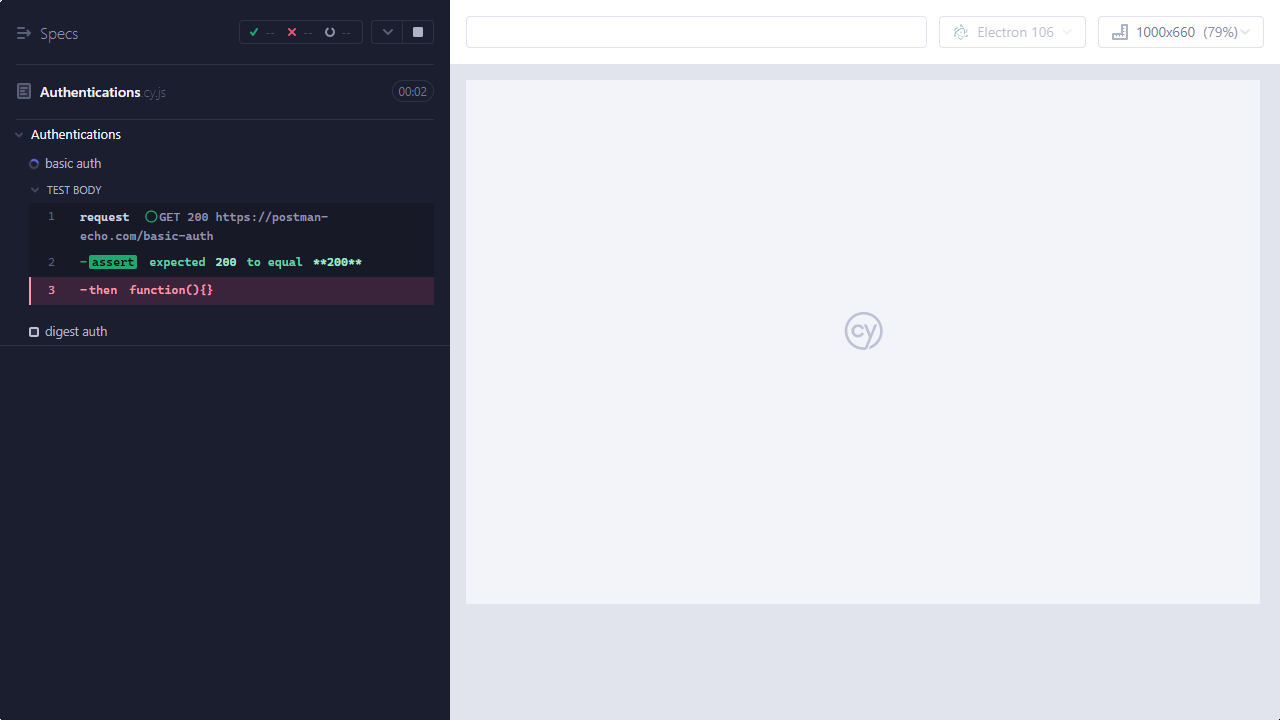 Specs
-- -- --
Authentications.cy.js
00:02
Authentications
basic auth
TEST BODY
1 request GET 200 https://postman-
echo.com/basic-auth
2 -assert expected 200 to equal **200**
3 -then function(){}
digest auth
Electron 106
1000x660 (79%)
cy